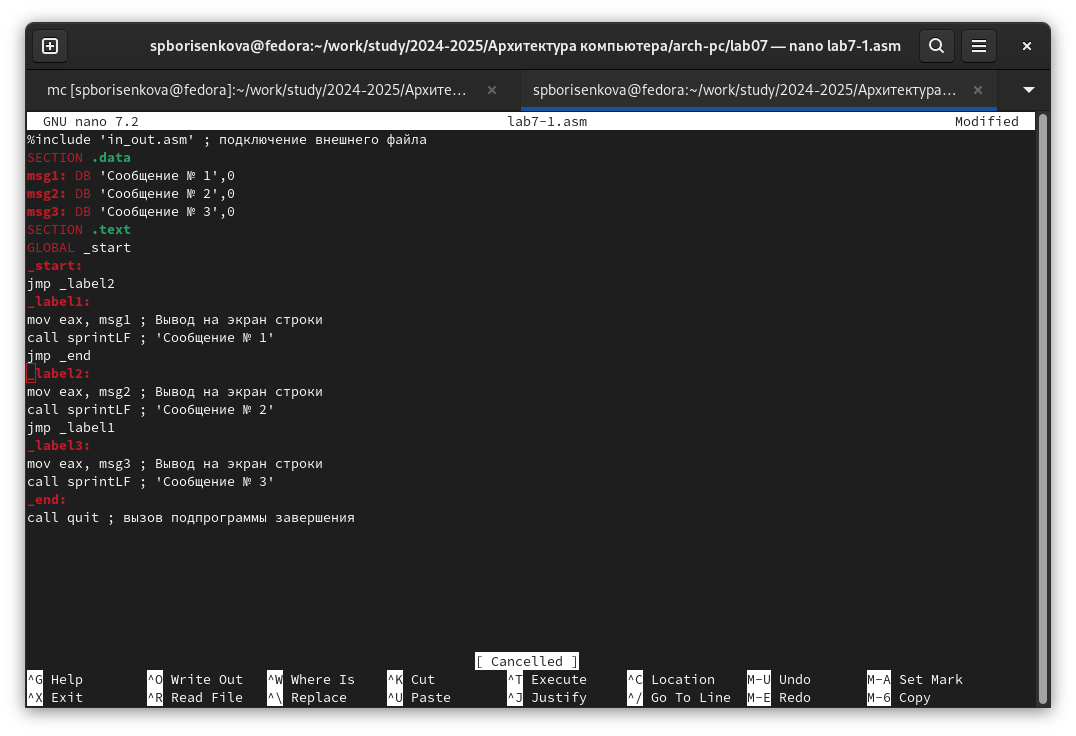 spborisenkova@fedora:~/work/study/2024-2025/Архитектура компьютера/arch-pc/lab07 — nano lab7-1.asm
mc [spborisenkova@fedora]:~/work/study/2024-2025/Архите... × spborisenkova@fedora:~/work/study/2024-2025/Архитектура... ×
GNU nano 7.2 lab7-1.asm Modified
%include 'in_out.asm' ; подключение внешнего файла
SECTION .data
msg1: DB 'Сообщение № 1',0
msg2: DB 'Сообщение № 2',0
msg3: DB 'Сообщение № 3',0
SECTION .text
GLOBAL _start
_start:
jmp _label2
_label1:
mov eax, msg1 ; Вывод на экран строки
call sprintLF ; 'Сообщение № 1'
jmp _end
_label2:
mov eax, msg2 ; Вывод на экран строки
call sprintLF ; 'Сообщение № 2'
jmp _label1
_label3:
mov eax, msg3 ; Вывод на экран строки
call sprintLF ; 'Сообщение № 3'
_end:
call quit ; вызов подпрограммы завершения
[ Cancelled ]
^G Help ^O Write Out ^W Where Is ^K Cut ^T Execute ^C Location M-U Undo M-A Set Mark
^X Exit ^R Read File ^\ Replace ^U Paste ^J Justify ^/ Go To Line M-E Redo M-6 Copy